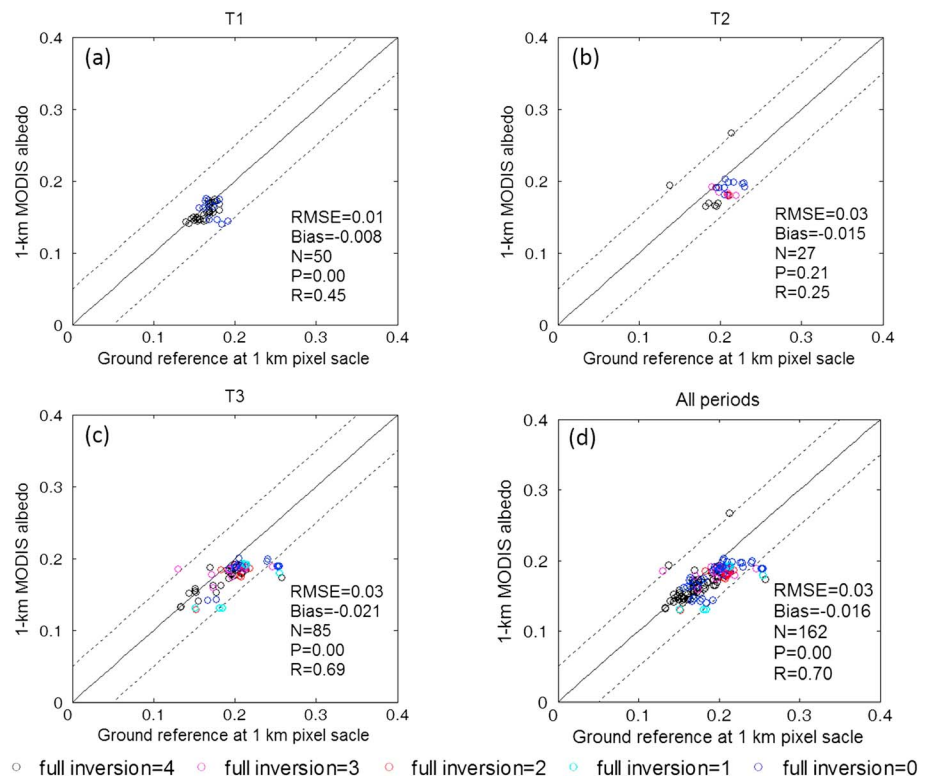 T1
(a)
0.4
0.3
0.2
0.1
0
1-km MODIS albedo
RMSE=0.01
Bias=-0.008
N=50
P=0.00
R=0.45
0 0.1 0.2 0.3 0.4
Ground reference at 1 km pixel sacle
T2
(b)
0.4
0.3
0.2
0.1
0
1-km MODIS albedo
RMSE=0.03
Bias=-0.015
N=27
P=0.21
R=0.25
0 0.1 0.2 0.3 0.4
Ground reference at 1 km pixel sacle
T3
(c)
0.4
0.3
0.2
0.1
0
1-km MODIS albedo
RMSE=0.03
Bias=-0.021
N=85
P=0.00
R=0.69
0 0.1 0.2 0.3 0.4
Ground reference at 1 km pixel sacle
All periods
(d)
0.4
0.3
0.2
0.1
0
1-km MODIS albedo
RMSE=0.03
Bias=-0.016
N=162
P=0.00
R=0.70
0 0.1 0.2 0.3 0.4
Ground reference at 1 km pixel sacle
full inversion=4 full inversion=3 full inversion=2 full inversion=1 full inversion=0